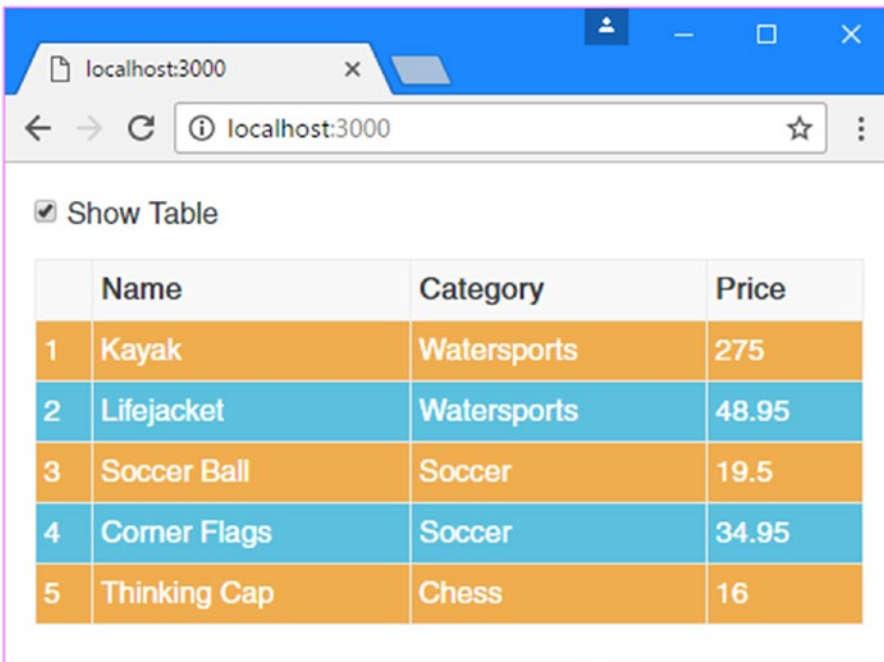 localhost:3000
localhost:3000
Show Table
Name Category Price
1 Kayak Watersports 275
2 Lifejacket Watersports 48.95
3 Soccer Ball Soccer 19.5
4 Corner Flags Soccer 34.95
5 Thinking Cap Chess 16